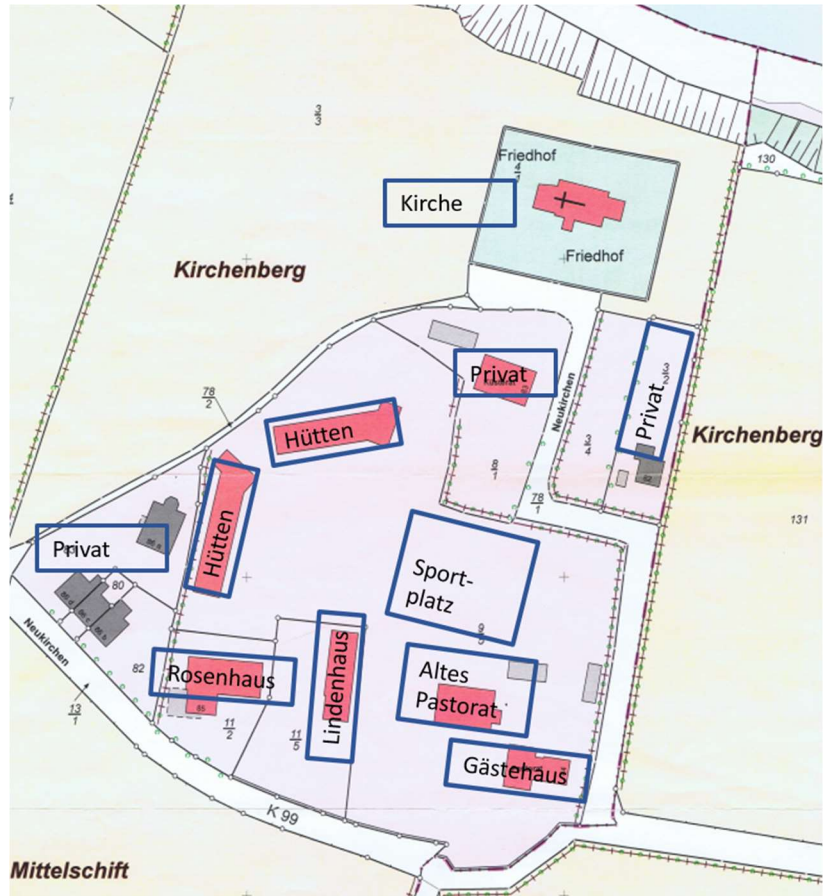 Friedhof
130
Kirche
Friedhof
Kirchenberg
Privat
Privat
78
2
Hütten
Neukirchen
Kirchenberg
78
1
131
Hütten
Privat
Sport-
platz
80
Neukirchen
82
Rosenhaus
Lindenhaus
Altes
Pastorat
13
1
11
2
11
5
Gästehaus
K 99
Mittelschift